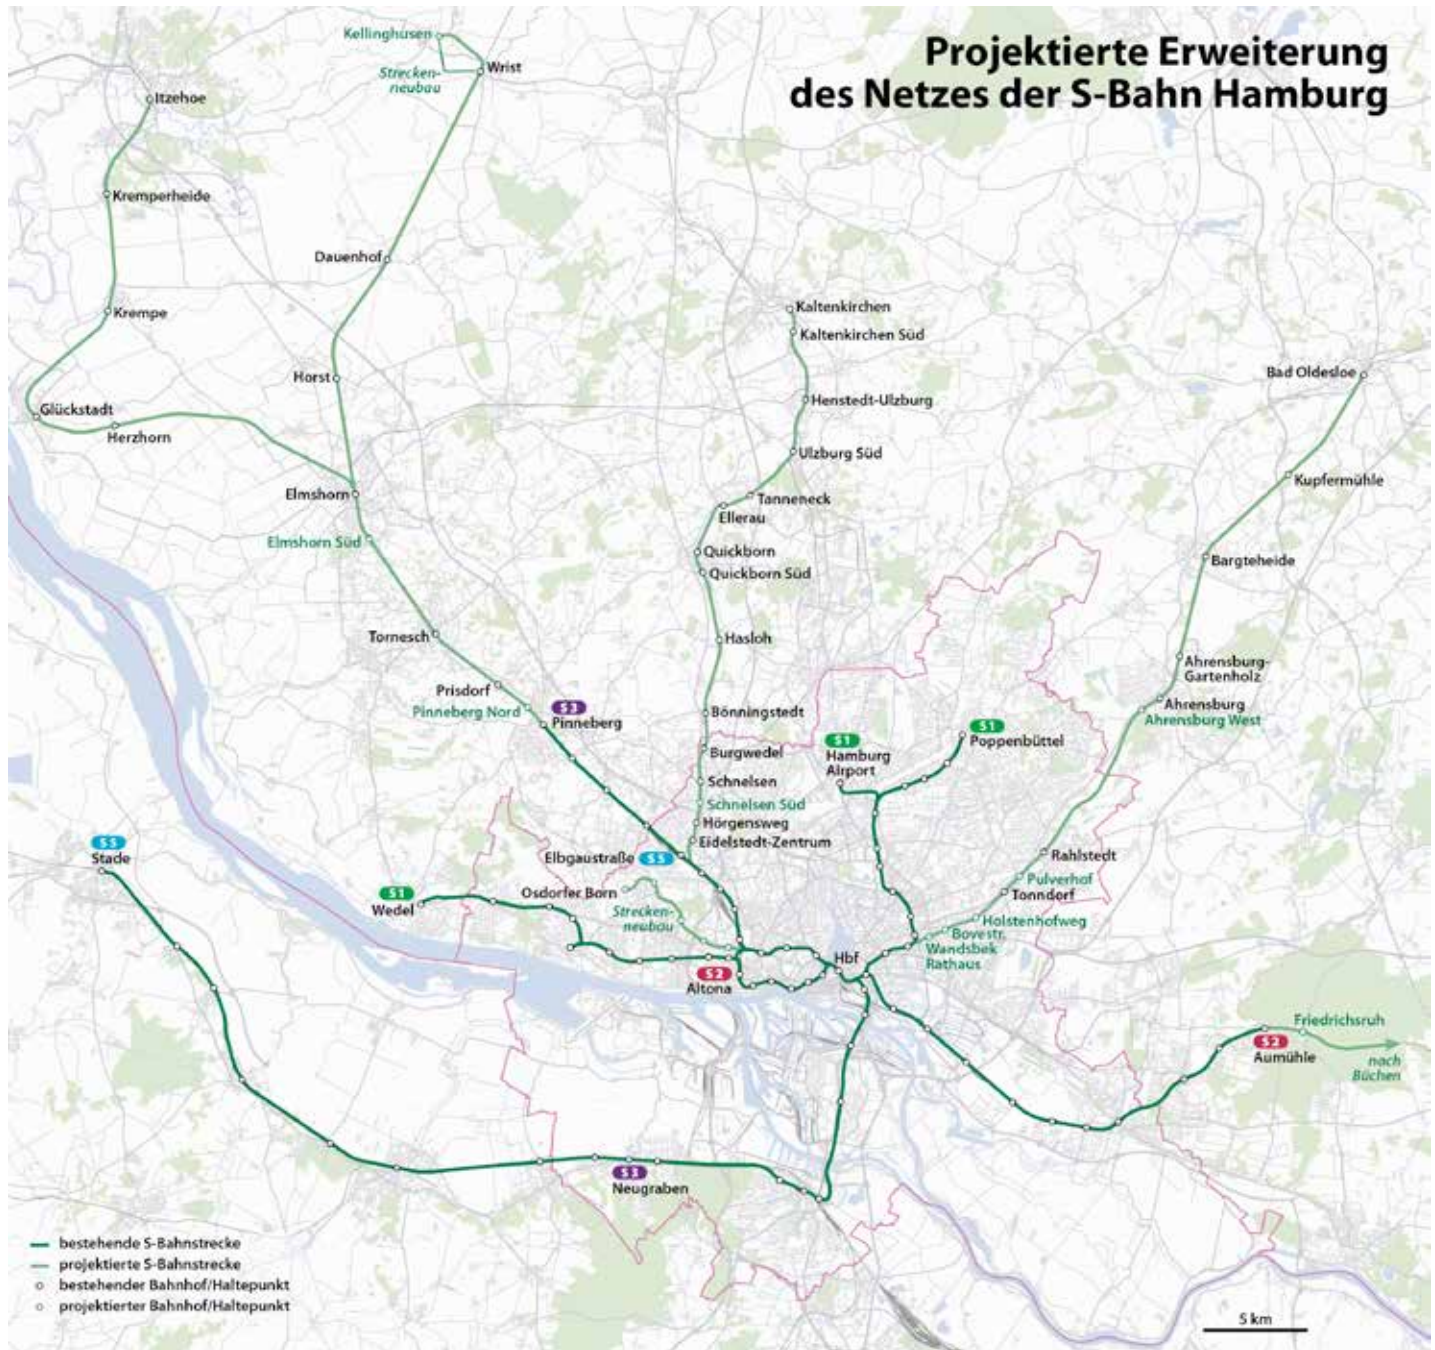 Projektierte Erweiterung
des Netzes der S-Bahn Hamburg
Kellinghusen
Strecken-
neubau
Wrist
Itzehoe
Kremperheide
Dauenhof
Krempe
Kaltenkirchen
Kaltenkirchen Süd
Horst
Bad Oldesloe
Henstedt-Ulzburg
Glückstadt
Herzhorn
Ulzburg Süd
Kupfermühle
Elmshorn
Tanneneck
Ellerau
Elmshorn Süd
Quickborn
Quickborn Süd
Bargteheide
Tornesch
Hasloh
Ahrensburg-
Gartenholz
Prisdorf
Pinneberg Nord
S3
Pinneberg
Bönningstedt
Ahrensburg
Ahrensburg West
S1
Poppenbüttel
S1
Hamburg
Airport
Burgwedel
Schnelsen
Schnelsen Süd
Hörgensweg
Eidelstedt-Zentrum
S5
Stade
Elbgaustraße
S5
Rahlstedt
Pulverhof
Tonndorf
S1
Wedel
Osdorfer Born
Strecken-
neubau
Holstenhofweg
Bovestr.
Wandsbek
Rathaus
Hbf
S2
Altona
Friedrichsruh
S2
Aumühle
nach
Büchen
S3
Neugraben
bestehende S-Bahnstrecke
projektierte S-Bahnstrecke
bestehender Bahnhof/Haltepunkt
projektierter Bahnhof/Haltepunkt
5 km